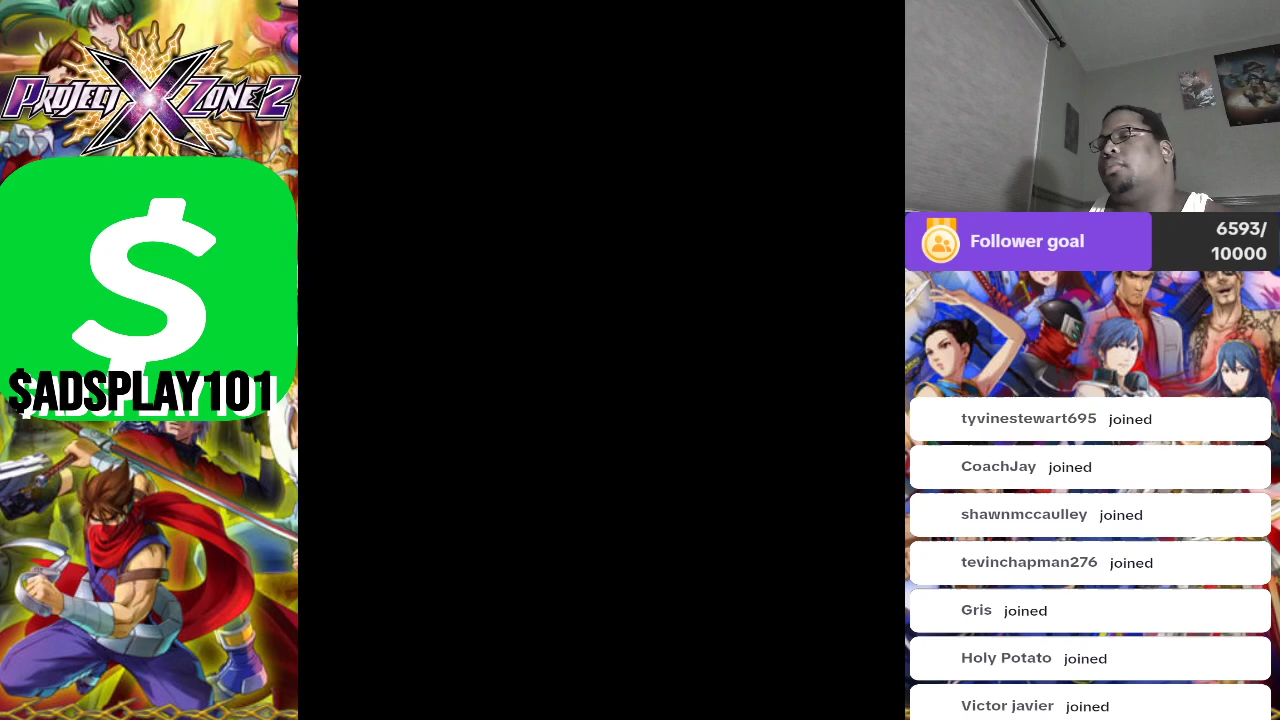 PROJECT X ZONE 2
$
$ADSPLAY101
Follower goal
6593/
10000
tyvinestewart695 joined
CoachJay joined
shawnmccaulley joined
tevinchapman276 joined
Gris joined
Holy Potato joined
Victor javier joined